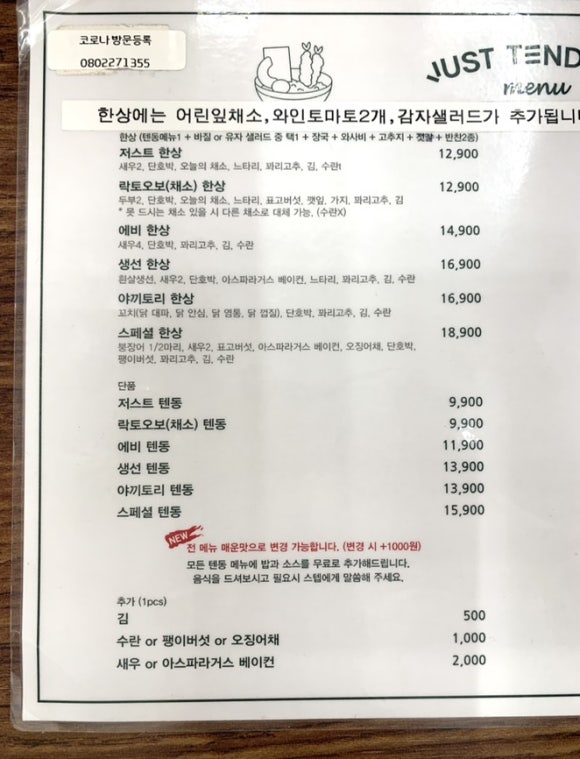 코로나 방문등록
0802271355
JUST TEND
menu
한상에는 어린잎채소,와인토마토2개,감자샐러드가 추가됩니
한상 (텐동메뉴1 + 바질 or 유자 샐러드 중 택1 + 장국 + 와사비 + 고추지 + 젓갈 + 반찬2종)
저스트 한상 12,900
새우2, 단호박, 오늘의 채소, 느타리, 꽈리고추, 김, 수란1
락토오보(채소) 한상 12,900
두부2, 단호박, 오늘의 채소, 느타리, 표고버섯, 깻잎, 가지, 꽈리고추, 김
* 못 드시는 채소 있을 시 다른 채소로 대체 가능. (수란X)
에비 한상 14,900
새우4, 단호박, 꽈리고추, 김, 수란
생선 한상 16,900
흰살생선, 새우2, 단호박, 아스파라거스 베이컨, 느타리, 꽈리고추, 김, 수란
야끼토리 한상 16,900
꼬치(닭 대파, 닭 안심, 닭 염통, 닭 껍질), 단호박, 꽈리고추, 김, 수란
스페셜 한상 18,900
붕장어 1/2마리, 새우2, 표고버섯, 아스파라거스 베이컨, 오징어채, 단호박,
팽이버섯, 꽈리고추, 김, 수란
단품
저스트 텐동 9,900
락토오보(채소) 텐동 9,900
에비 텐동 11,900
생선 텐동 13,900
야끼토리 텐동 13,900
스페셜 텐동 15,900
NEW
전 메뉴 매운맛으로 변경 가능합니다. (변경 시 +1000원)
모든 텐동 메뉴에 밥과 소스를 무료로 추가해드립니다.
음식을 드셔보시고 필요시 스텝에게 말씀해 주세요.
추가 (1pcs)
김 500
수란 or 팽이버섯 or 오징어채 1,000
새우 or 아스파라거스 베이컨 2,000